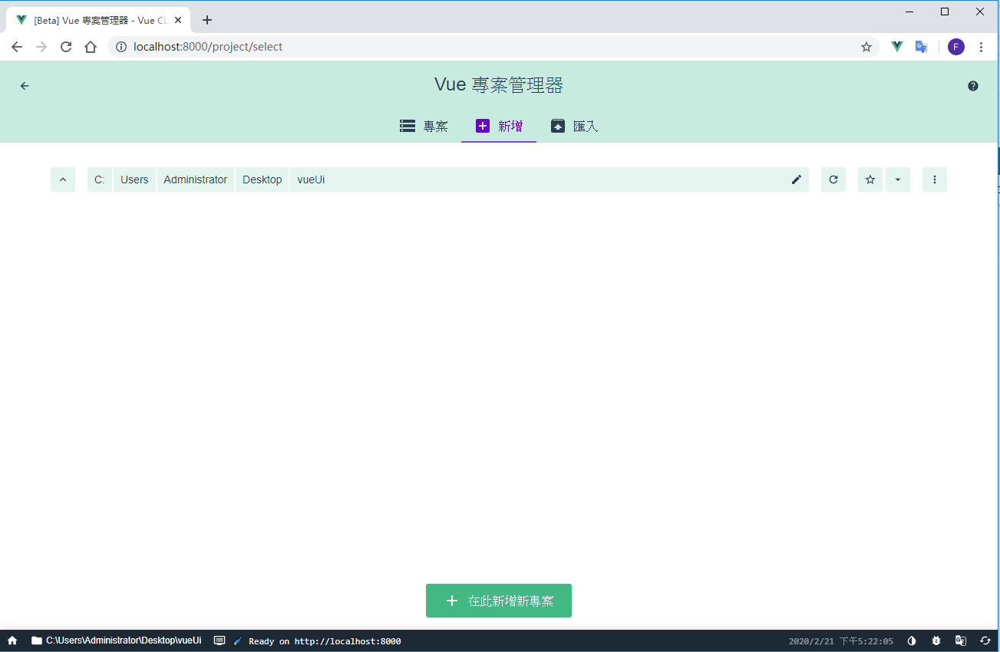 [Beta] Vue 專案管理器 - Vue CL
localhost:8000/project/select
F
Vue 專案管理器
專案 新增 匯入
C: Users Administrator Desktop vueUi
在此新增新專案
C:\Users\Administrator\Desktop\vueUi Ready on http://localhost:8000 2020/2/21 下午5:22:05